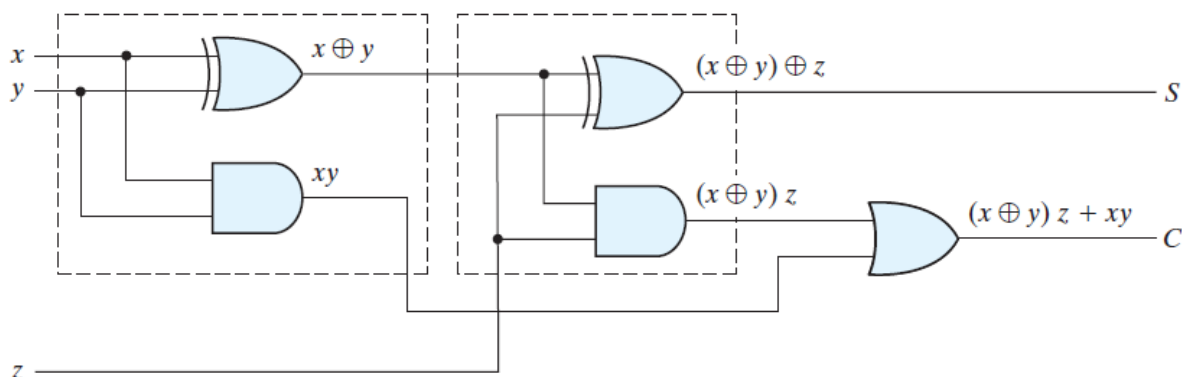 x
y
x ⊕ y
xy
(x ⊕ y) ⊕ z
S
(x ⊕ y) z
(x ⊕ y) z + xy
C
z